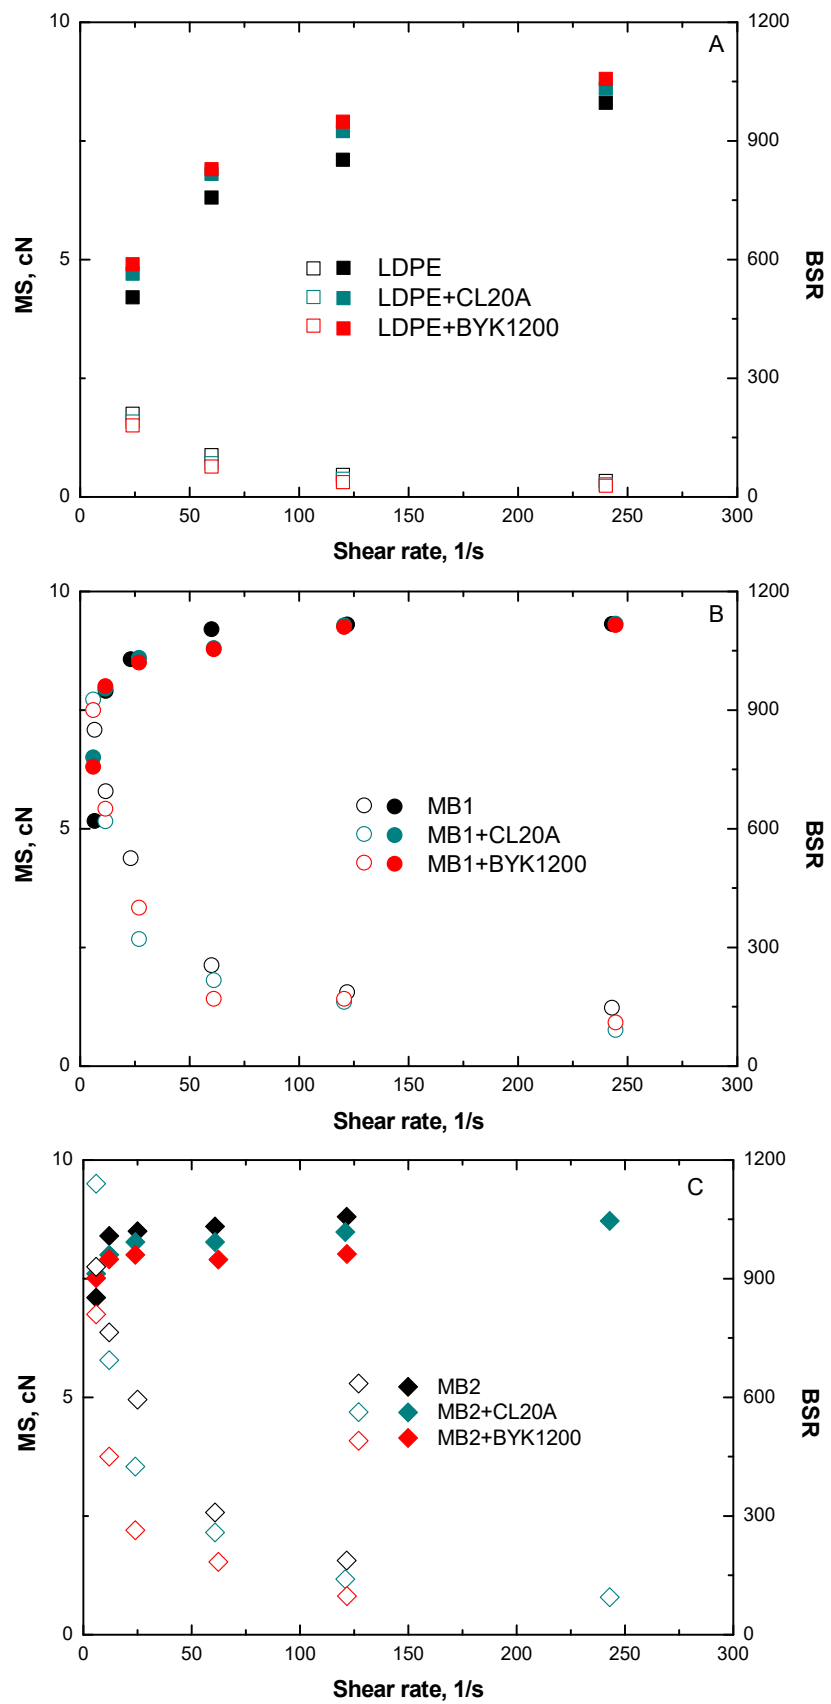 10
1200
A
900
MS, cN
5
LDPE
600
BSR
LDPE+CL20A
LDPE+BYK1200
300
0
0
0
50
100
150
200
250
300
Shear rate, 1/s
10
1200
B
900
MS, cN
MB1
5
600
BSR
MB1+CL20A
MB1+BYK1200
300
0
0
0
50
100
150
200
250
300
Shear rate, 1/s
10
1200
C
900
MS, cN
MB2
5
600
BSR
MB2+CL20A
MB2+BYK1200
300
0
0
0
50
100
150
200
250
300
Shear rate, 1/s